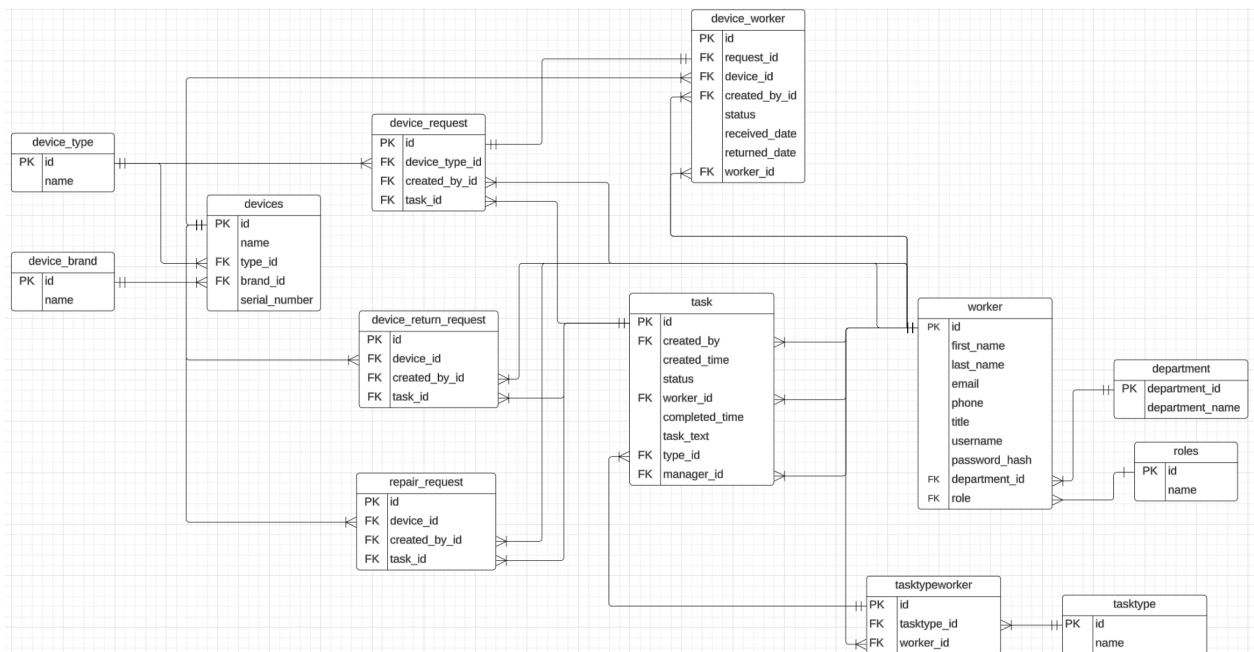 device_worker
PK id
FK request_id
FK device_id
FK created_by_id
status
received_date
returned_date
FK worker_id
device_request
PK id
FK device_type_id
FK created_by_id
FK task_id
device_type
PK id
name
devices
PK id
name
FK type_id
FK brand_id
serial_number
device_brand
PK id
name
device_return_request
PK id
FK device_id
FK created_by_id
FK task_id
task
PK id
FK created_by
created_time
status
FK worker_id
completed_time
task_text
FK type_id
FK manager_id
worker
PK id
first_name
last_name
email
phone
title
username
password_hash
FK department_id
FK role
department
PK department_id
department_name
roles
PK id
name
repair_request
PK id
FK device_id
FK created_by_id
FK task_id
tasktypeworker
PK id
FK tasktype_id
FK worker_id
tasktype
PK id
name